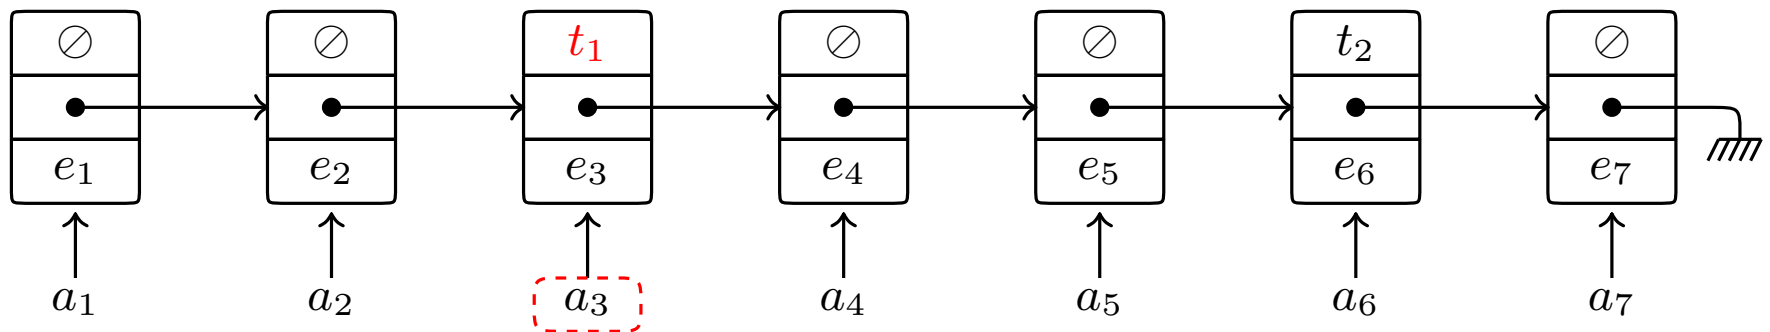 ∅ ∅ t₁ ∅ ∅ t₂ ∅
e₁ e₂ e₃ e₄ e₅ e₆ e₇
a₁ a₂ a₃ a₄ a₅ a₆ a₇